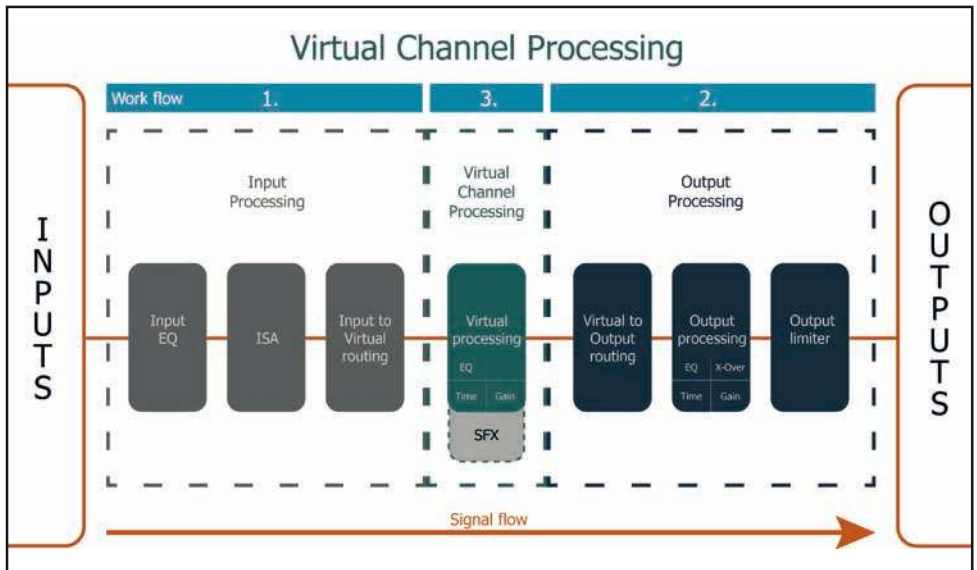 Virtual Channel Processing
Work flow 1. 3. 2.
INPUTS
Input
Processing
Virtual
Channel
Processing
Output
Processing
OUTPUTS
Input
EQ
ISA
Input to
Virtual
routing
Virtual
processing
EQ
Time Gain
SFX
Virtual to
Output
routing
Output
processing
EQ X-Over
Time Gain
Output
limiter
Signal flow